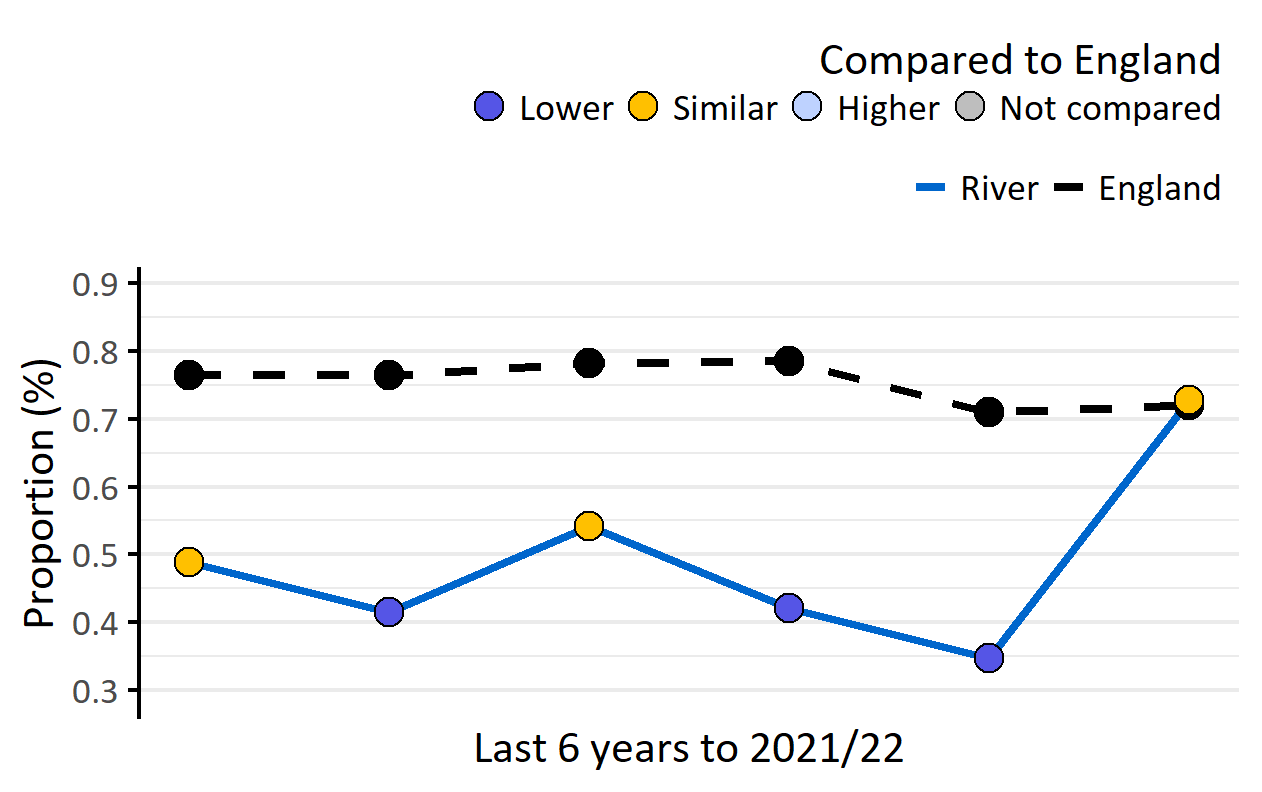 Compared to England
Lower Similar Higher Not compared
River England
0.9
0.8
0.7
0.6
0.5
0.4
0.3
Proportion (%)
Last 6 years to 2021/22